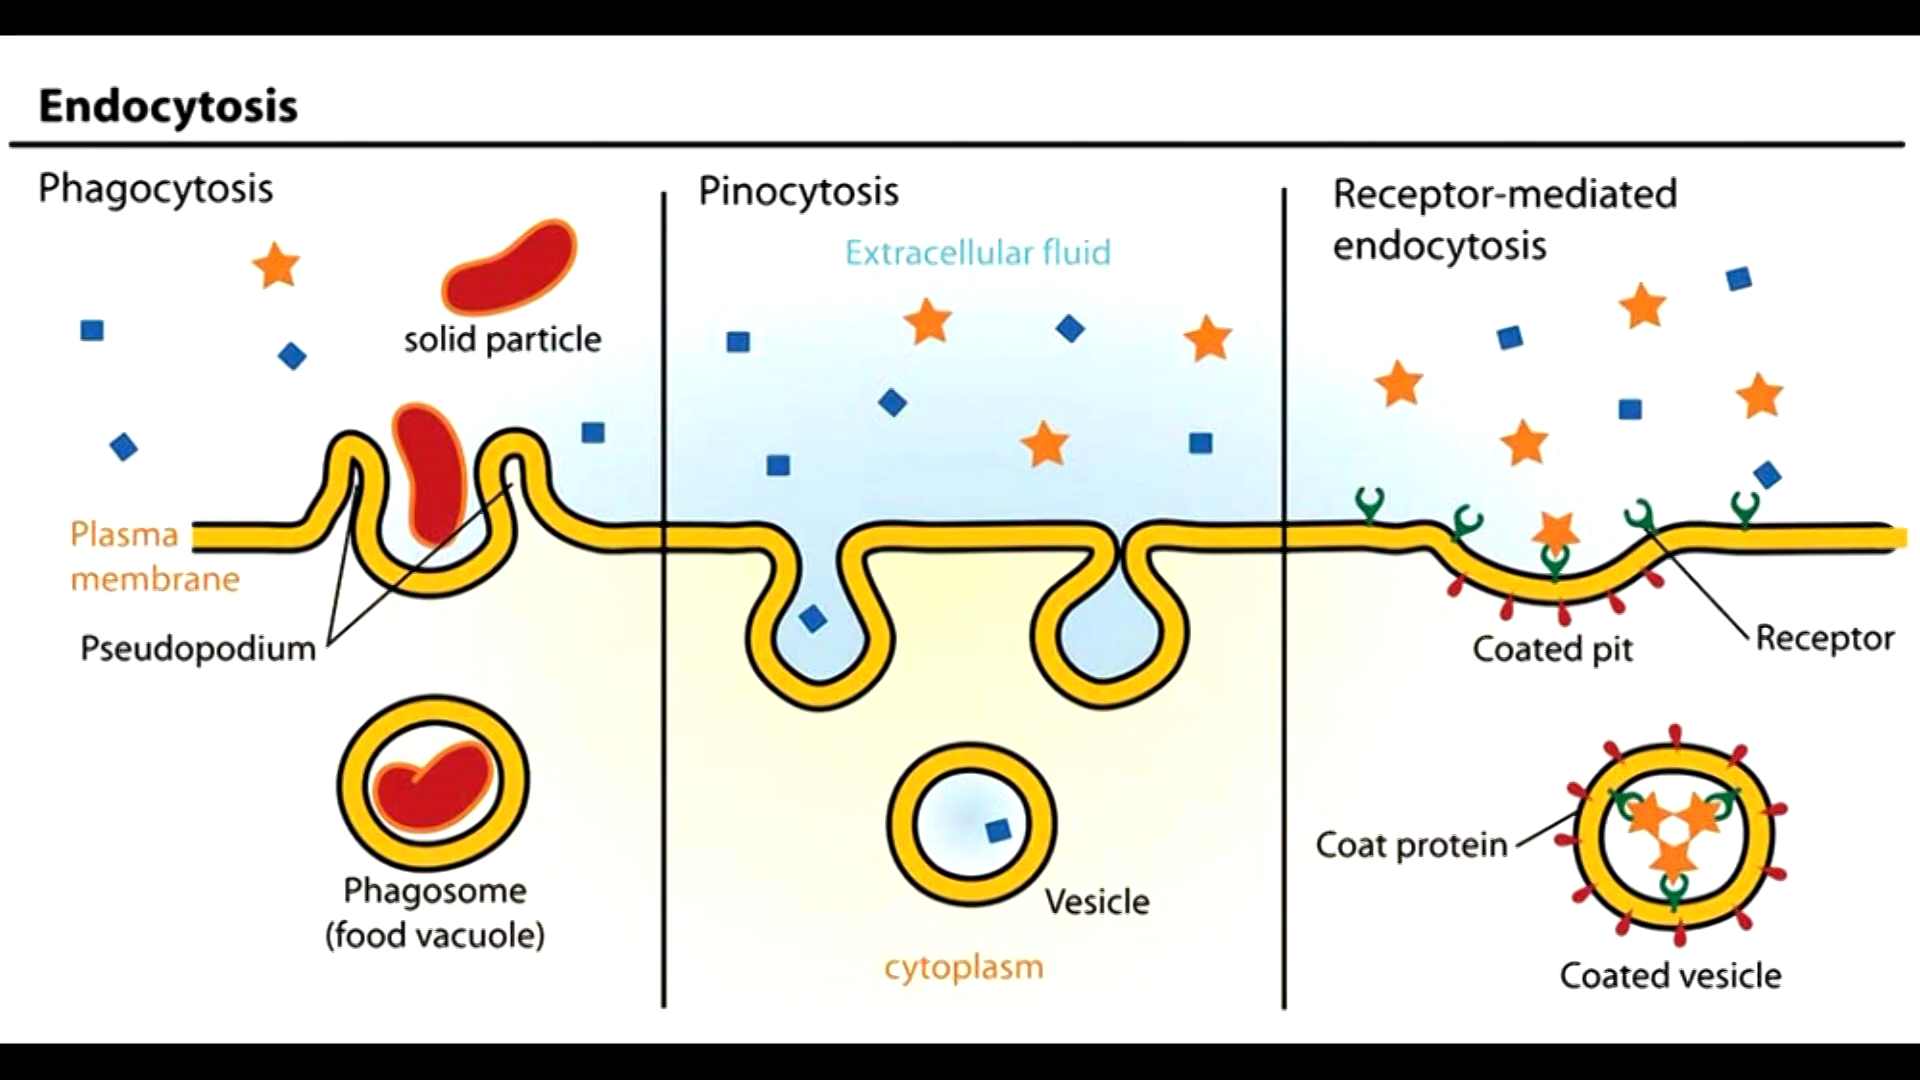 Endocytosis
Phagocytosis
solid particle
Plasma
membrane
Pseudopodium
Phagosome
(food vacuole)
Pinocytosis
Extracellular fluid
Vesicle
cytoplasm
Receptor-mediated
endocytosis
Coated pit
Receptor
Coat protein
Coated vesicle